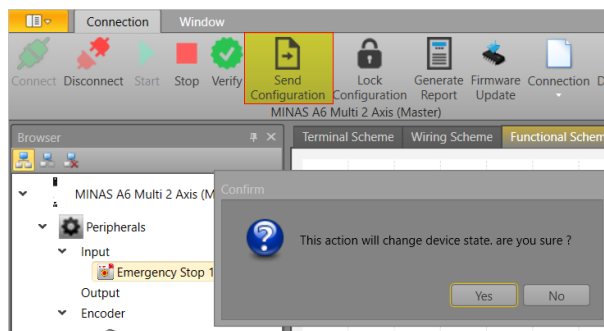 Connection Window
Connect Disconnect Start Stop Verify Send Configuration Lock Configuration Generate Report Firmware Update Connection
MINAS A6 Multi 2 Axis (Master)
Browser
Terminal Scheme Wiring Scheme Functional Schem
MINAS A6 Multi 2 Axis (M
Confirm
Peripherals
This action will change device state. are you sure ?
Input
Emergency Stop 1
Output
Yes No
Encoder